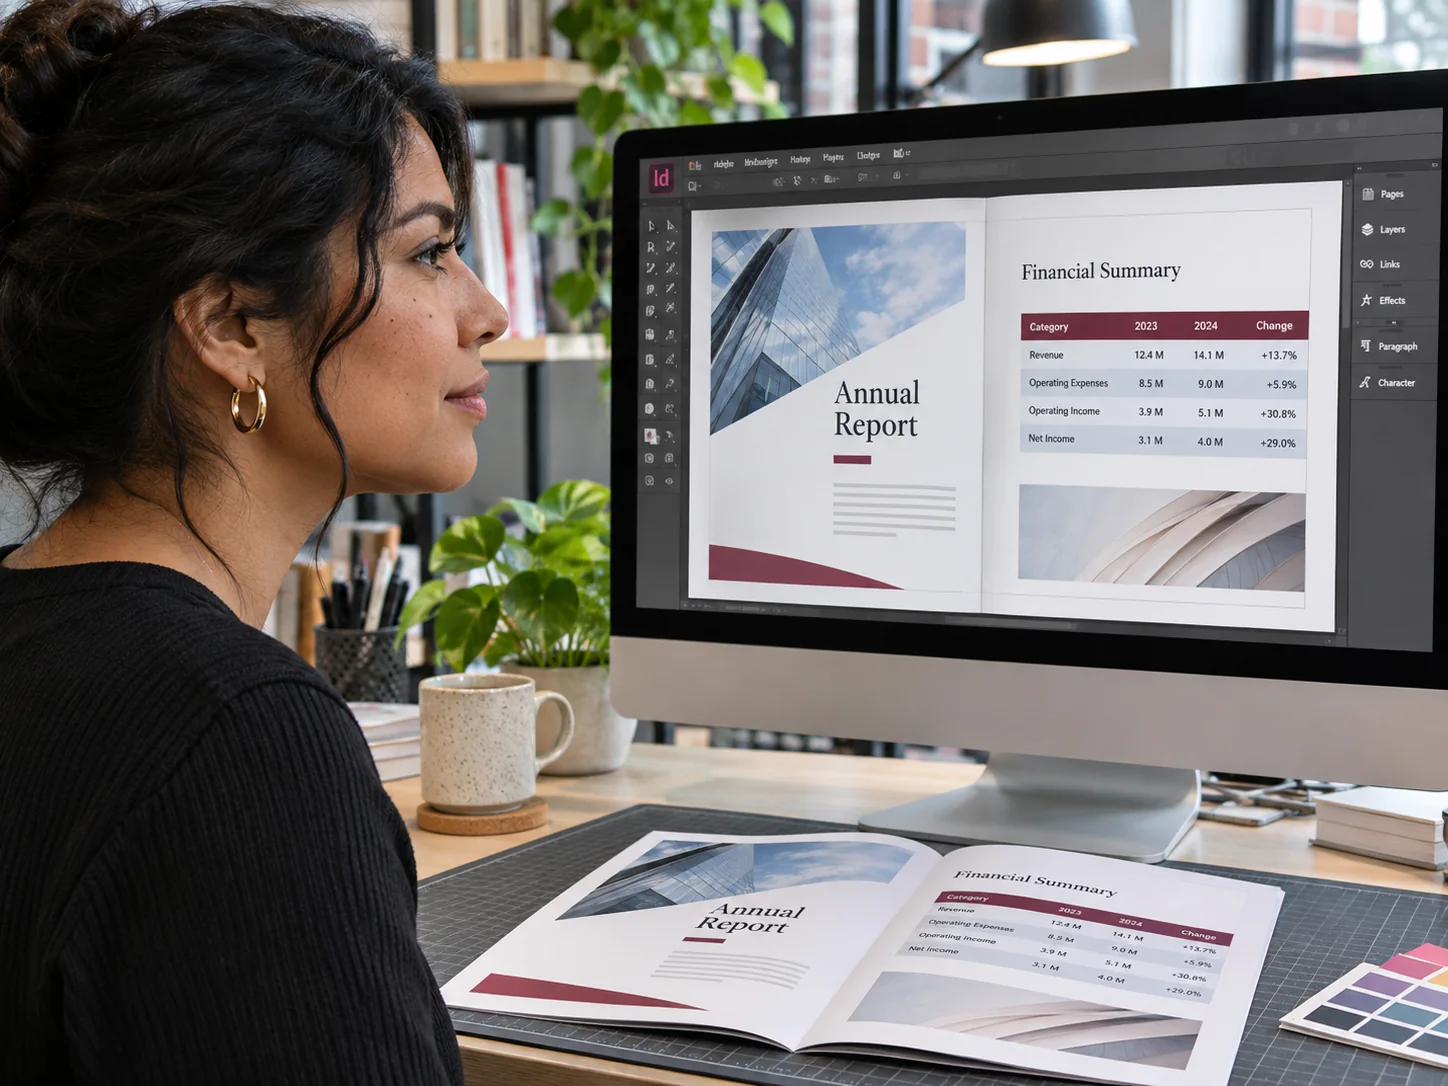 Id
Pages
Layers
Links
Effects
Paragraph
Character
Annual
Report
Financial Summary
Category 2023 2024 Change
Revenue 12.4 M 14.1 M +13.7%
Operating Expenses 8.5 M 9.0 M +5.9%
Operating Income 3.9 M 5.1 M +30.8%
Net Income 3.1 M 4.0 M +29.0%
Annual
Report
Financial Summary
Category 2023 2024 Change
Revenue 12.4 M 14.1 M +13.7%
Operating Expenses 8.5 M 9.0 M +5.9%
Operating Income 3.9 M 5.1 M +30.8%
Net Income 3.1 M 4.0 M +29.0%